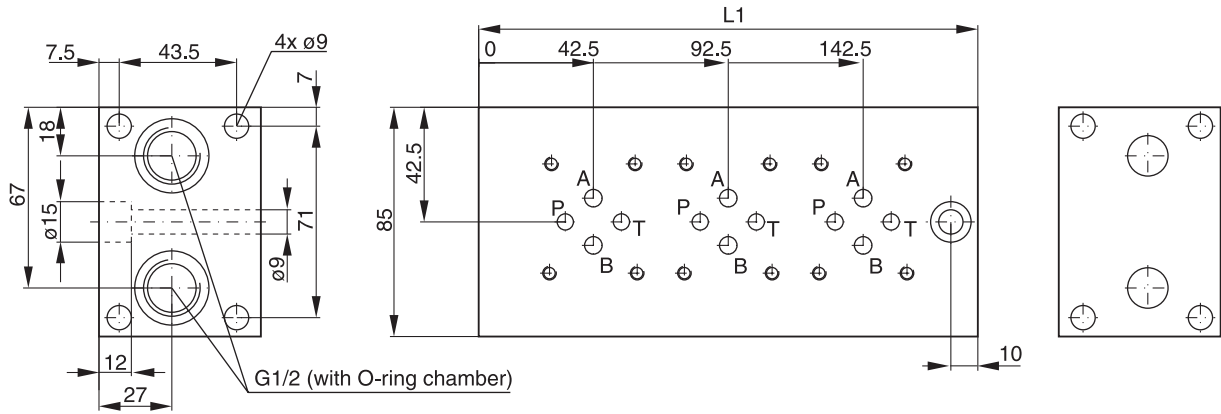 L1
7.5
43.5
4x ø9
0
42.5
92.5
142.5
7
18
67
ø15
71
ø9
42.5
85
A
A
A
P
T
P
T
P
T
B
B
B
12
27
G1/2 (with O-ring chamber)
10